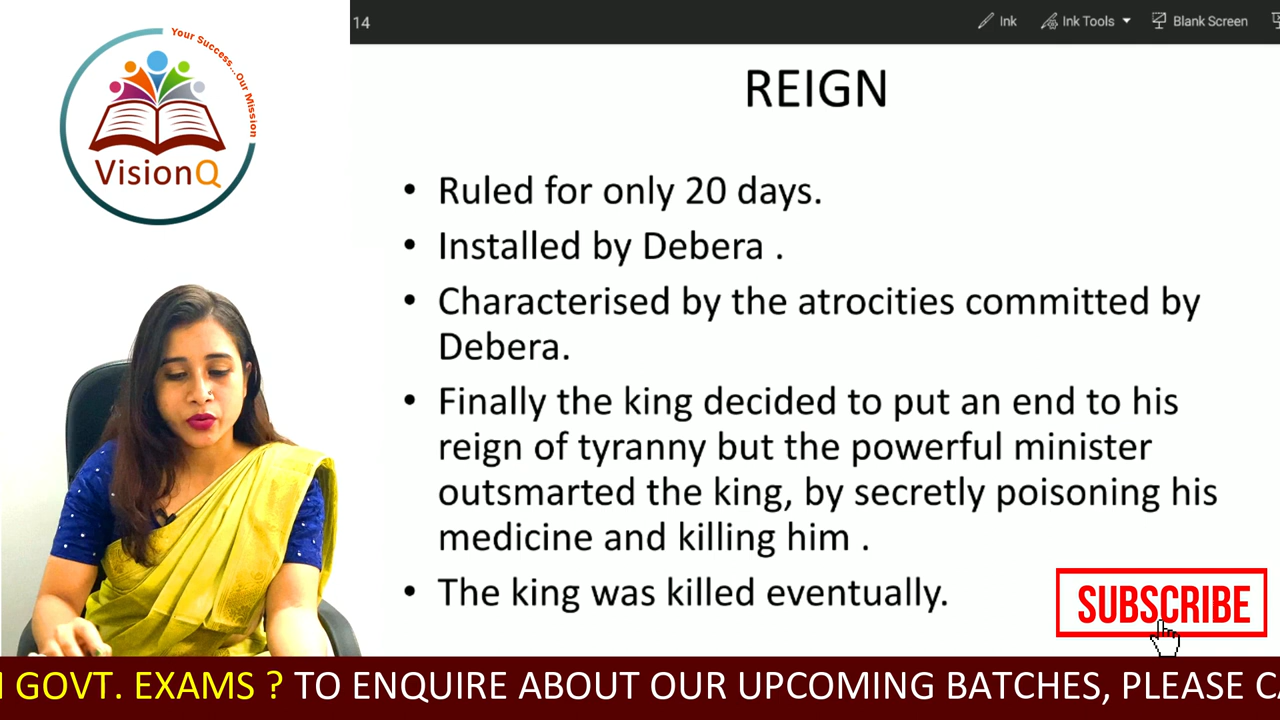 Your Success...Our Mission
VisionQ
14
Ink
Ink Tools
Blank Screen
REIGN
• Ruled for only 20 days.
• Installed by Debera .
• Characterised by the atrocities committed by
Debera.
• Finally the king decided to put an end to his
reign of tyranny but the powerful minister
outsmarted the king, by secretly poisoning his
medicine and killing him .
• The king was killed eventually.
SUBSCRIBE
GOVT. EXAMS ? TO ENQUIRE ABOUT OUR UPCOMING BATCHES, PLEASE